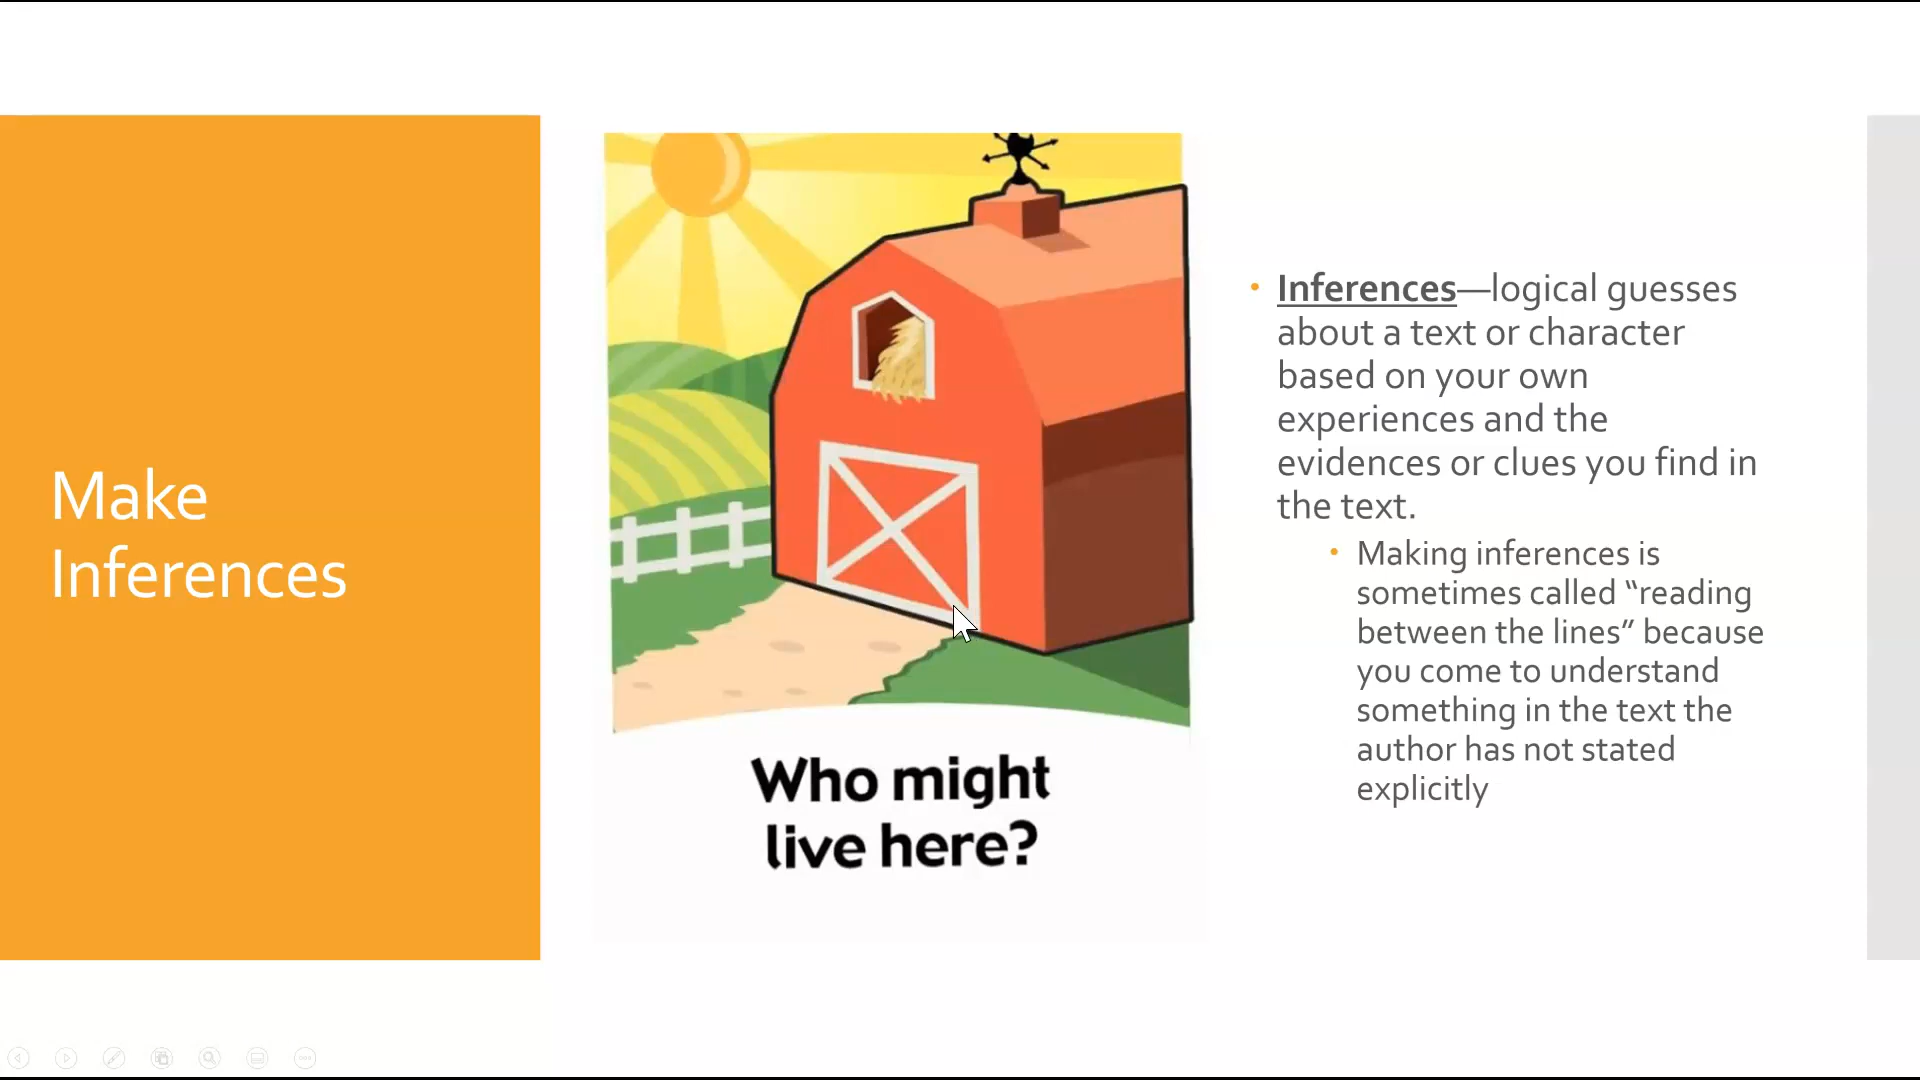 Make
Inferences
Who might
live here?
• Inferences—logical guesses
about a text or character
based on your own
experiences and the
evidences or clues you find in
the text.
• Making inferences is
sometimes called “reading
between the lines” because
you come to understand
something in the text the
author has not stated
explicitly